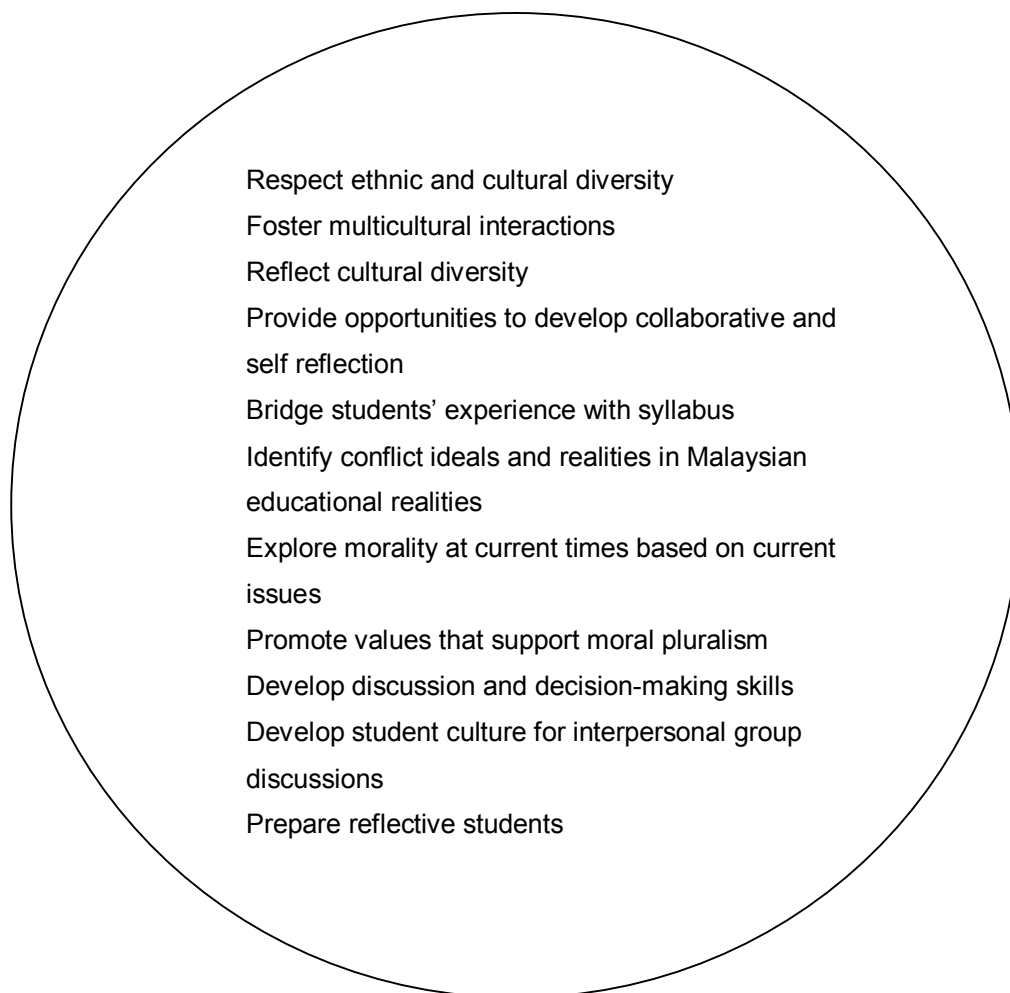 Respect ethnic and cultural diversity
Foster multicultural interactions
Reflect cultural diversity
Provide opportunities to develop collaborative and
self reflection
Bridge students’ experience with syllabus
Identify conflict ideals and realities in Malaysian
educational realities
Explore morality at current times based on current
issues
Promote values that support moral pluralism
Develop discussion and decision-making skills
Develop student culture for interpersonal group
discussions
Prepare reflective students